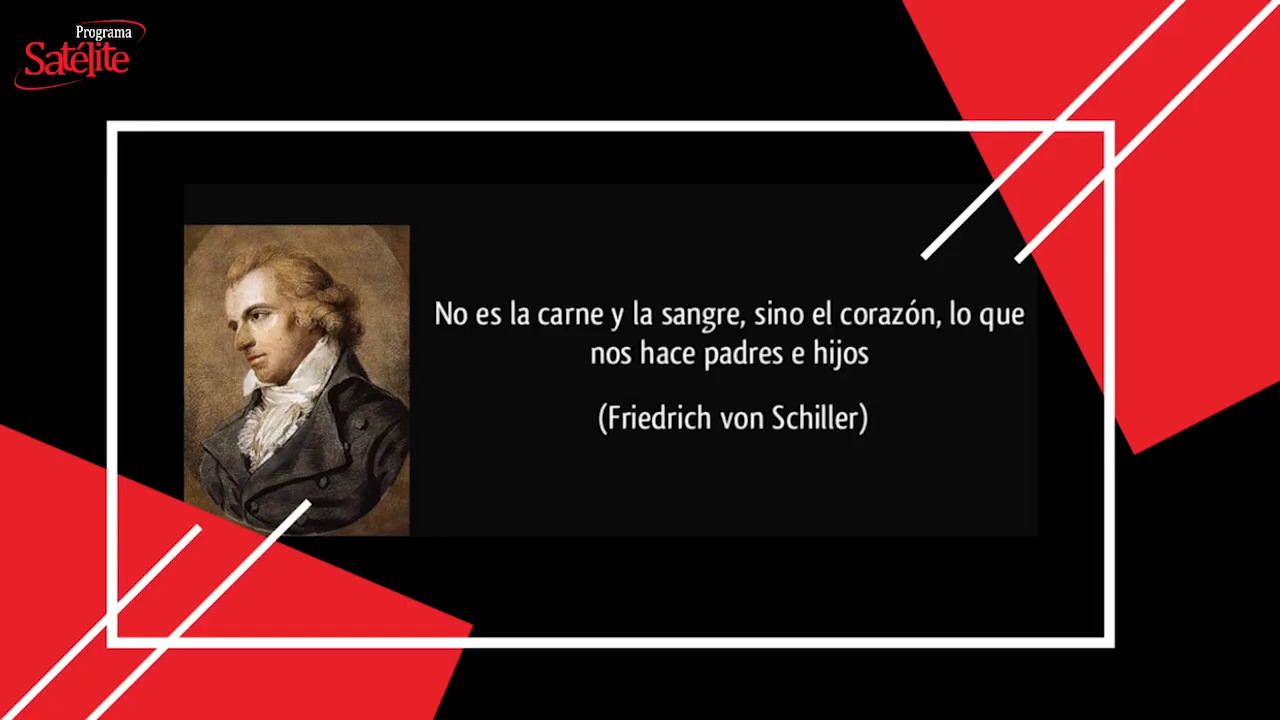 Programa
Satélite
No es la carne y la sangre, sino el corazón, lo que
nos hace padres e hijos
(Friedrich von Schiller)